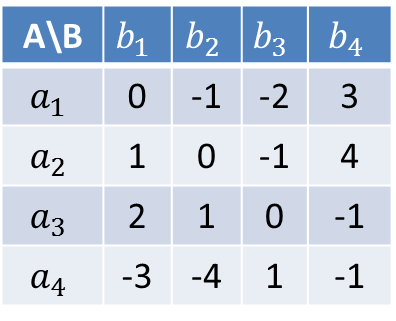 A\B b₁ b₂ b₃ b₄
a₁ 0 -1 -2 3
a₂ 1 0 -1 4
a₃ 2 1 0 -1
a₄ -3 -4 1 -1